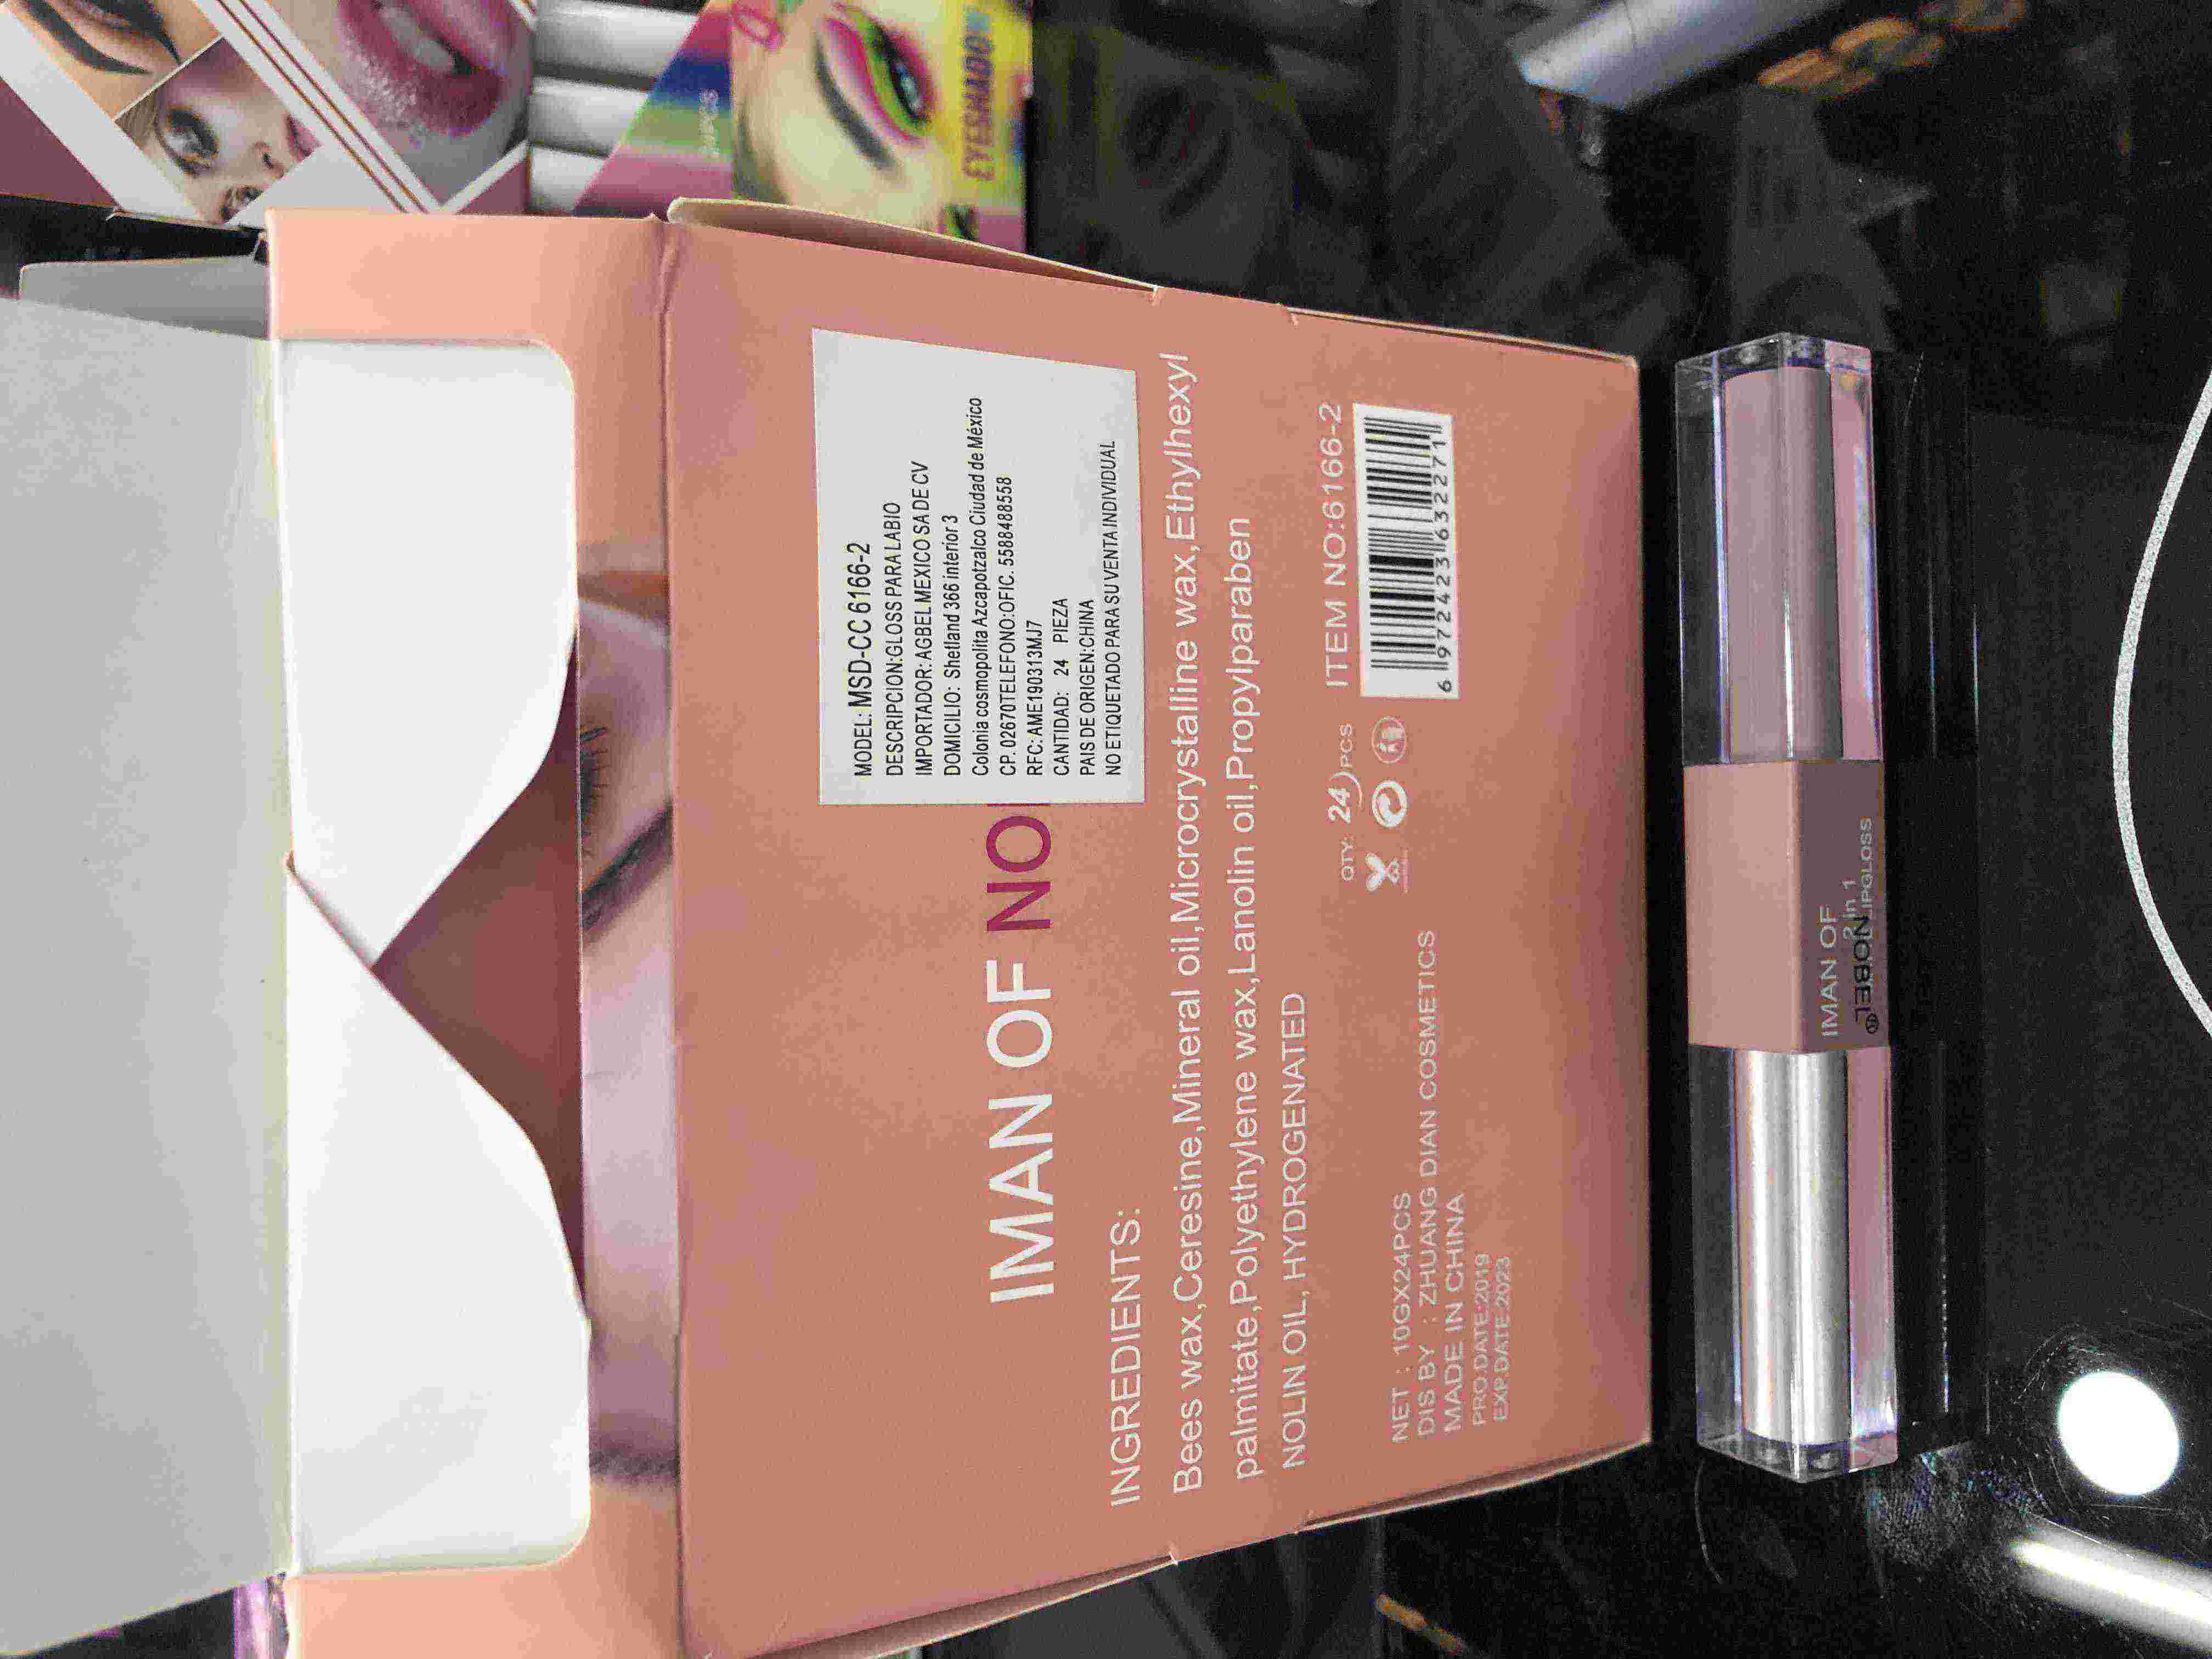 MODEL: MSD-CC 6166-2
DESCRIPCION:GLOSS PARA LABIO
IMPORTADOR: AGBEL MEXICO SA DE CV
DOMICILIO: Shetland 366 interior 3
Colonia cosmopolita Azcapotzalco Ciudad de México
CP. 02670TELEFONO:OFIC. 5588488558
RFC:AME190313MJ7
CANTIDAD: 24 PIEZA
PAIS DE ORIGEN:CHINA
NO ETIQUETADO PARA SU VENTA INDIVIDUAL
IMAN OF NO
INGREDIENTS:
Bees wax,Ceresine,Mineral oil,Microcrystalline wax,Ethylhexyl
palmitate,Polyethylene wax,Lanolin oil,Propylparaben
NOLIN OIL, HYDROGENATED
QTY: 24 PCS
ITEM NO:6166-2
6 972423 632271
NET : 10GX24PCS
DIS BY : ZHUANG DIAN COSMETICS
MADE IN CHINA
PRO.DATE:2019
EXP.DATE:2023
IMAN OF
NOBEL
2 in 1
LIPGLOSS
EYESHADOW